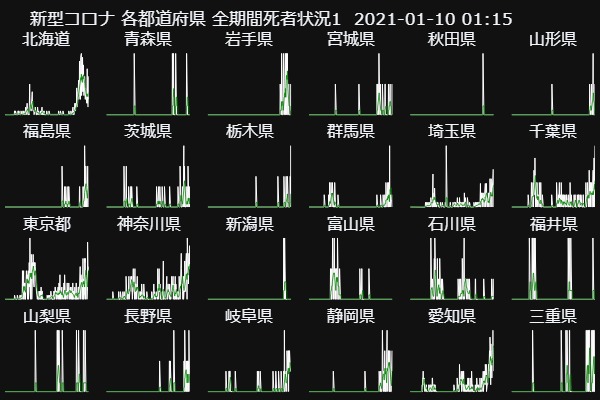 新型コロナ 各都道府県 全期間死者状況1 2021-01-10 01:15
北海道 青森県 岩手県 宮城県 秋田県 山形県
福島県 茨城県 栃木県 群馬県 埼玉県 千葉県
東京都 神奈川県 新潟県 富山県 石川県 福井県
山梨県 長野県 岐阜県 静岡県 愛知県 三重県